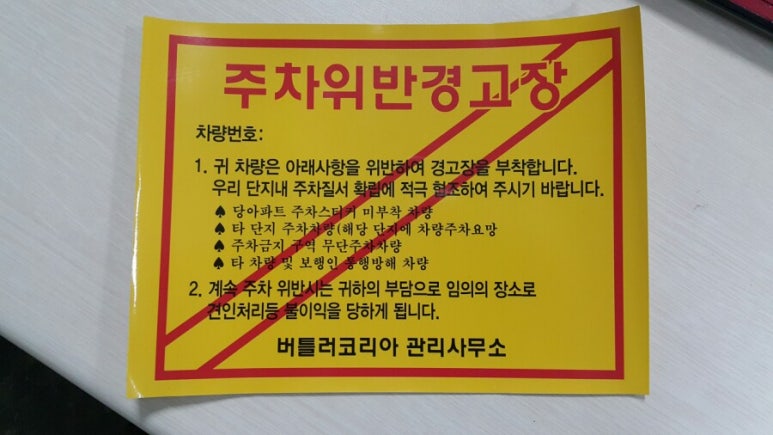 주차위반경고장
차량번호:
1. 귀 차량은 아래사항을 위반하여 경고장을 부착합니다.
우리 단지내 주차질서 확립에 적극 협조하여 주시기 바랍니다.
♠ 당아파트 주차스티커 미부착 차량
♠ 타 단지 주차차량(해당 단지에 차량주차요망
♠ 주차금지 구역 무단주차차량
♠ 타 차량 및 보행인 통행방해 차량
2. 계속 주차 위반시는 귀하의 부담으로 임의의 장소로
견인처리등 불이익을 당하게 됩니다.
버틀러코리아 관리사무소